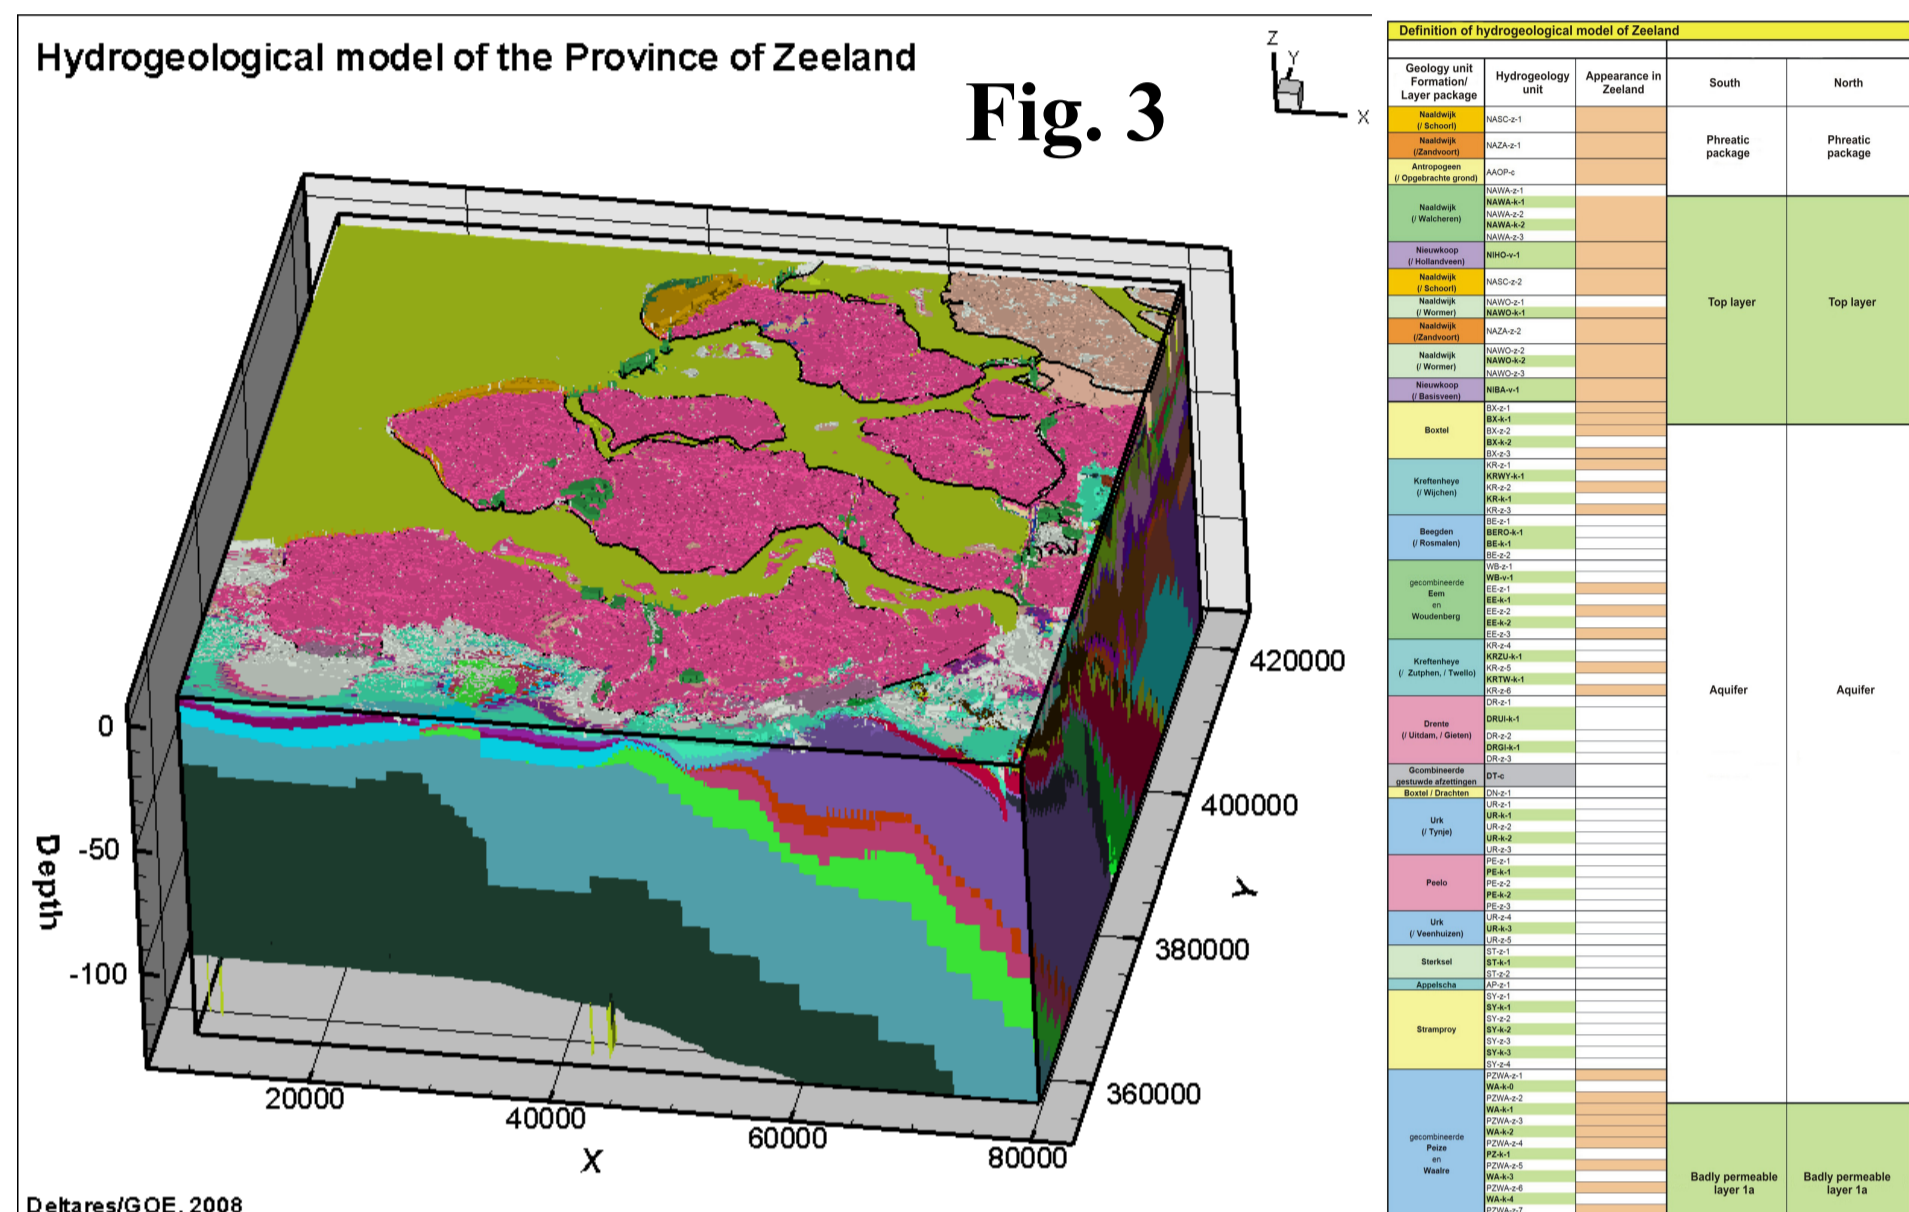 Hydrogeological model of the Province of Zeeland
Fig. 3
Z
Y
X
0
-50
-100
Depth
20000
40000
60000
80000
X
360000
380000
400000
420000
Y
Deltares/GOE, 2008
Definition of hydrogeological model of Zeeland
Geology unit
Formation/
Layer package
Hydrogeology
unit
Appearance in
Zeeland
South
North
Naaldwijk
(/ Schoorl)
NASC-z-1
Naaldwijk
(/Zandvoort)
NAZA-z-1
Antropogeen
(/ Opgebrachte grond)
AAOP-c
Phreatic
package
Phreatic
package
Naaldwijk
(/ Walcheren)
NAWA-z-1
NAWA-k-1
NAWA-z-2
NAWA-k-2
NAWA-z-3
Nieuwkoop
(/ Hollandveen)
NIHO-v-1
Naaldwijk
(/ Schoorl)
NASC-z-2
Naaldwijk
(/ Wormer)
NAWO-z-1
NAWO-k-1
Top layer
Top layer
Naaldwijk
(/Zandvoort)
NAZA-z-2
Naaldwijk
(/ Wormer)
NAWO-z-2
NAWO-k-2
NAWO-z-3
Nieuwkoop
(/ Basisveen)
NIBA-v-1
Boxtel
BX-z-1
BX-k-1
BX-z-2
BX-k-2
BX-z-3
Kreftenheye
(/ Wijchen)
KR-z-1
KRWY-k-1
KR-z-2
KR-k-1
KR-z-3
Beegden
(/ Rosmalen)
BE-z-1
BERO-k-1
BE-k-1
BE-z-2
gecombineerde
Eem
en
Woudenberg
WB-z-1
WB-v-1
EE-z-1
EE-k-1
EE-z-2
EE-k-2
EE-z-3
Kreftenheye
(/ Zutphen, / Twello)
KR-z-4
KRZU-k-1
KR-z-5
KRTW-k-1
KR-z-6
Aquifer
Aquifer
Drente
(/ Uitdam, / Gieten)
DR-z-1
DRUI-k-1
DR-z-2
DRGI-k-1
DR-z-3
Gcombineerde
gestuwde afzettingen
DT-c
Boxtel / Drachten
DN-z-1
Urk
(/ Tynje)
UR-z-1
UR-k-1
UR-z-2
UR-k-2
UR-z-3
Peelo
PE-z-1
PE-k-1
PE-z-2
PE-k-2
PE-z-3
Urk
(/ Veenhuizen)
UR-z-4
UR-k-3
UR-z-5
Sterksel
ST-z-1
ST-k-1
ST-z-2
Appelscha
AP-z-1
Stramproy
SY-z-1
SY-k-1
SY-z-2
SY-k-2
SY-z-3
SY-k-3
SY-z-4
gecombineerde
Peize
en
Waalre
PZWA-z-1
WA-k-0
PZWA-z-2
WA-k-1
PZWA-z-3
WA-k-2
PZWA-z-4
PZ-k-1
PZWA-z-5
WA-k-3
PZWA-z-6
WA-k-4
PZWA-z-7
Badly permeable
layer 1a
Badly permeable
layer 1a